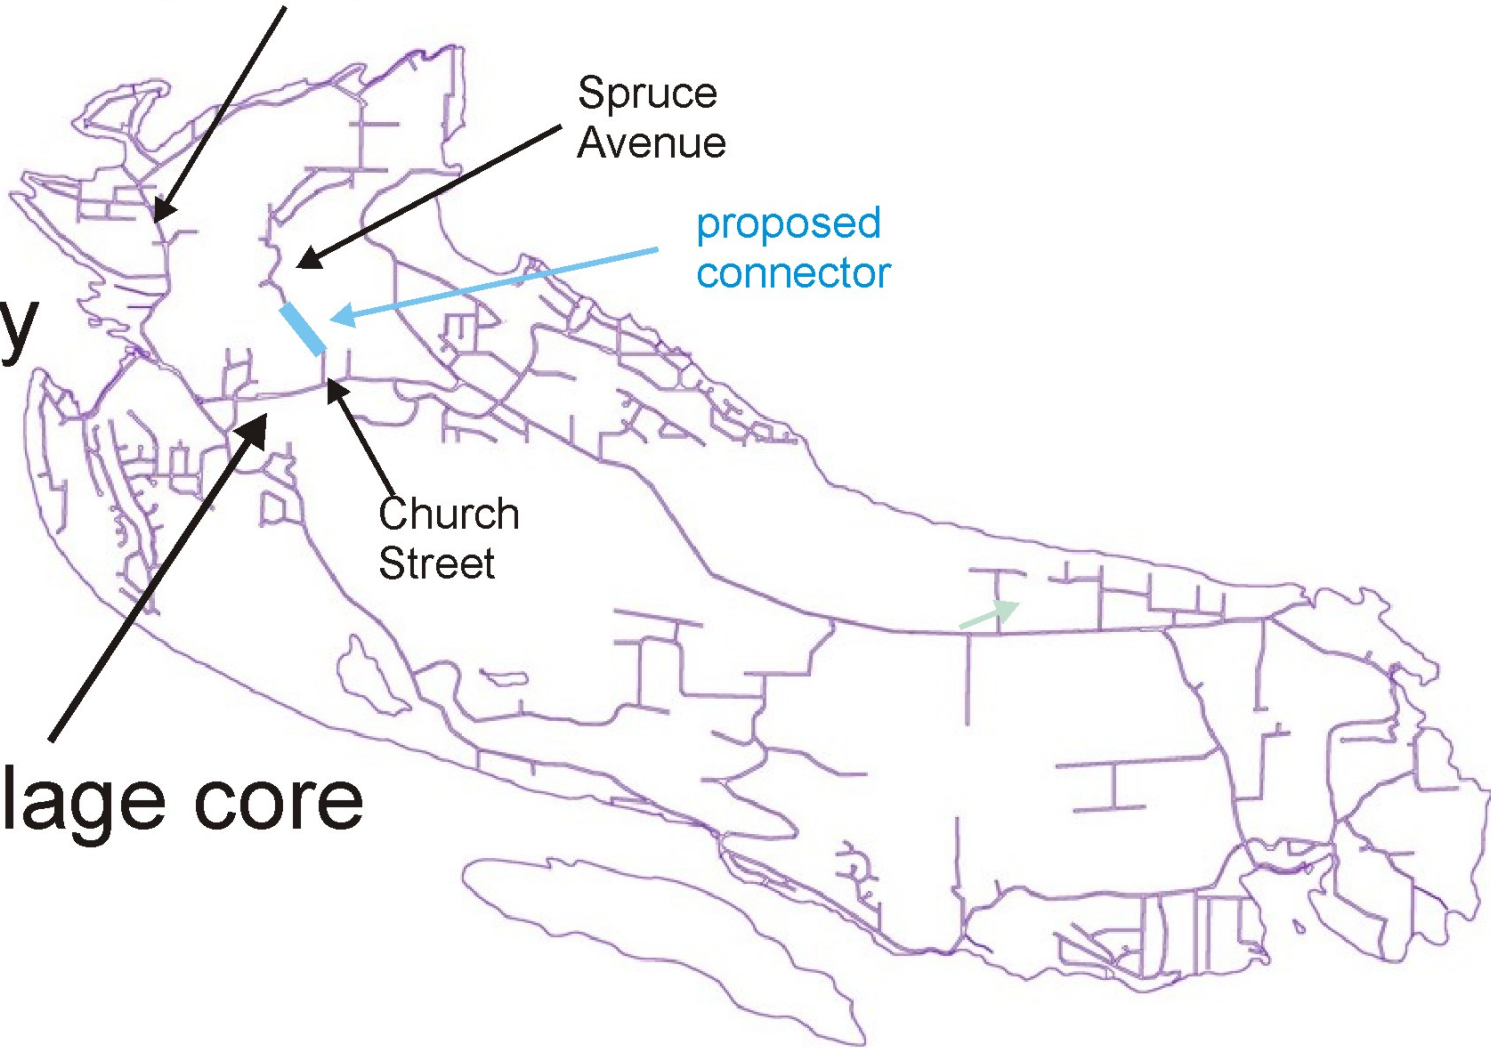 Spruce
Avenue
proposed
connector
y
Church
Street
lage core